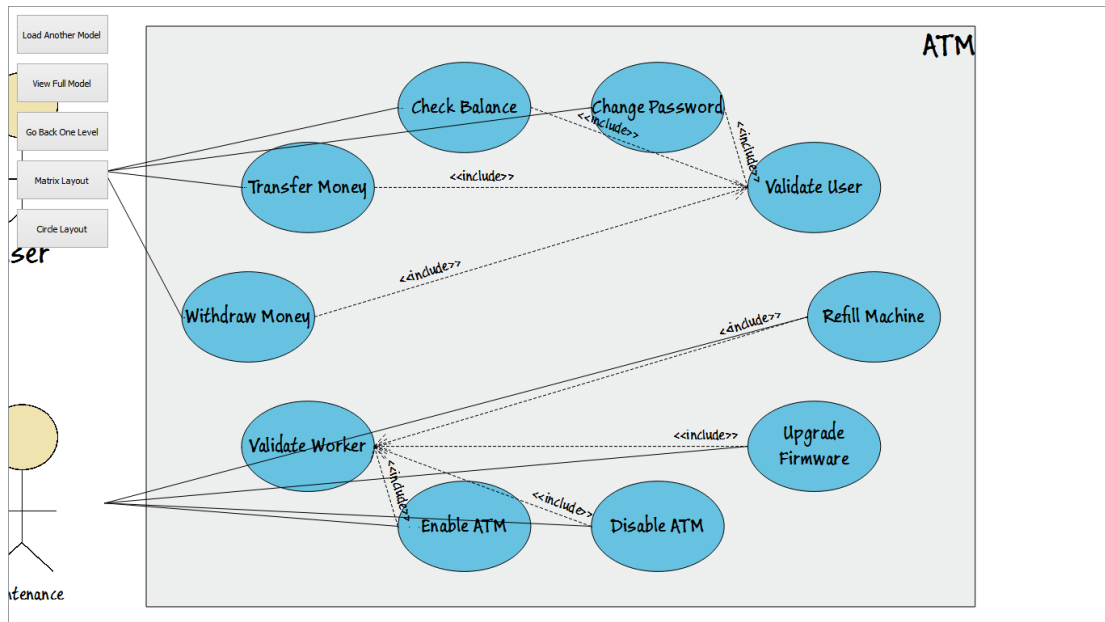 Load Another Model
View Full Model
Go Back One Level
Matrix Layout
Circle Layout
ser
ntenance
ATM
Check Balance
Change Password
<<include>>
<<include>>
Transfer Money
<<include>>
Validate User
<<include>>
Withdraw Money
Refill Machine
<<include>>
Validate Worker
<<include>>
Upgrade
Firmware
<<include>>
<<include>>
Enable ATM
Disable ATM